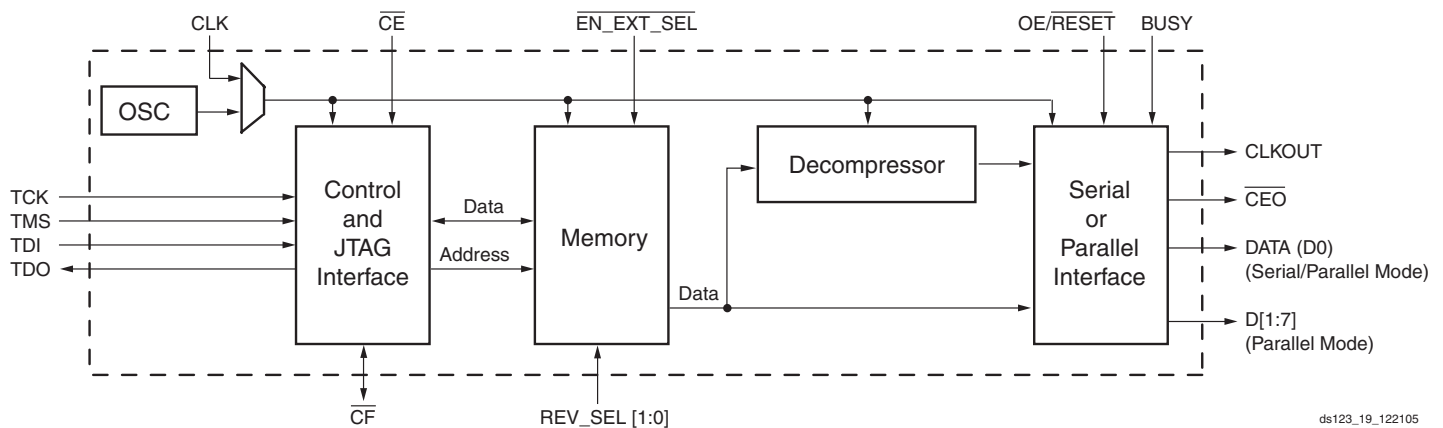 CLK
CE
EN_EXT_SEL
OE/RESET
BUSY
OSC
Control
and
JTAG
Interface
Memory
Decompressor
Serial
or
Parallel
Interface
TCK
TMS
TDI
TDO
Data
Address
Data
CLKOUT
CEO
DATA (D0)
(Serial/Parallel Mode)
D[1:7]
(Parallel Mode)
CF
REV_SEL [1:0]
ds123_19_122105